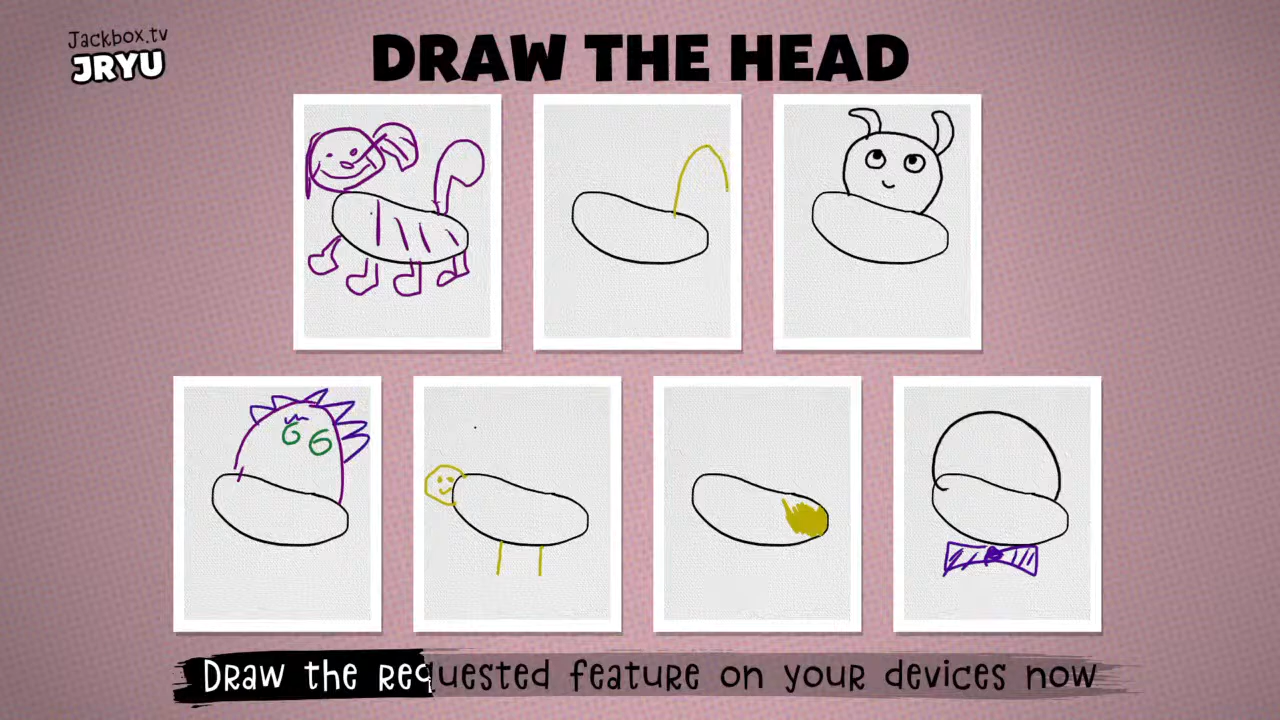 Jackbox.tv
JRYU
DRAW THE HEAD
Draw the requested feature on your devices now